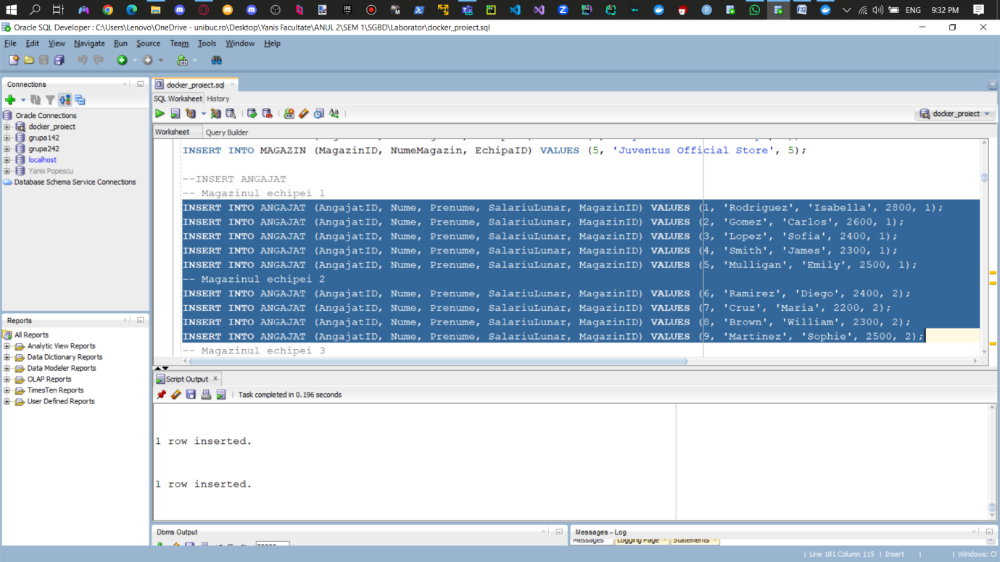 ENG 9:32 PM
Oracle SQL Developer : C:\Users\Lenovo\OneDrive - unibuc.ro\Desktop\Yanis Facultate\ANUL 2\SEM 1\SGBD\Laborator\docker_proiect.sql
File Edit View Navigate Run Source Team Tools Window Help
Connections
Oracle Connections
docker_proiect
grupa142
grupa242
localhost
Yanis Popescu
Database Schema Service Connections
Reports
All Reports
Analytic View Reports
Data Dictionary Reports
Data Modeler Reports
OLAP Reports
TimesTen Reports
User Defined Reports
docker_proiect.sql
SQL Worksheet History
docker_proiect
Worksheet Query Builder
INSERT INTO MAGAZIN (MagazinID, NumeMagazin, EchipaID) VALUES (5, 'Juventus Official Store', 5);
--INSERT ANGAJAT
-- Magazinul echipei 1
INSERT INTO ANGAJAT (AngajatID, Nume, Prenume, SalariuLunar, MagazinID) VALUES (1, 'Rodriguez', 'Isabella', 2800, 1);
INSERT INTO ANGAJAT (AngajatID, Nume, Prenume, SalariuLunar, MagazinID) VALUES (2, 'Gomez', 'Carlos', 2600, 1);
INSERT INTO ANGAJAT (AngajatID, Nume, Prenume, SalariuLunar, MagazinID) VALUES (3, 'Lopez', 'Sofia', 2400, 1);
INSERT INTO ANGAJAT (AngajatID, Nume, Prenume, SalariuLunar, MagazinID) VALUES (4, 'Smith', 'James', 2300, 1);
INSERT INTO ANGAJAT (AngajatID, Nume, Prenume, SalariuLunar, MagazinID) VALUES (5, 'Mulligan', 'Emily', 2500, 1);
-- Magazinul echipei 2
INSERT INTO ANGAJAT (AngajatID, Nume, Prenume, SalariuLunar, MagazinID) VALUES (6, 'Ramirez', 'Diego', 2400, 2);
INSERT INTO ANGAJAT (AngajatID, Nume, Prenume, SalariuLunar, MagazinID) VALUES (7, 'Cruz', 'Maria', 2200, 2);
INSERT INTO ANGAJAT (AngajatID, Nume, Prenume, SalariuLunar, MagazinID) VALUES (8, 'Brown', 'William', 2300, 2);
INSERT INTO ANGAJAT (AngajatID, Nume, Prenume, SalariuLunar, MagazinID) VALUES (9, 'Martinez', 'Sophie', 2500, 2);
-- Magazinul echipei 3
Script Output
Task completed in 0.196 seconds
1 row inserted.
1 row inserted.
Dbms Output
Messages - Log
Messages Logging Page Statements
Line 181 Column 115 Insert Windows: CF